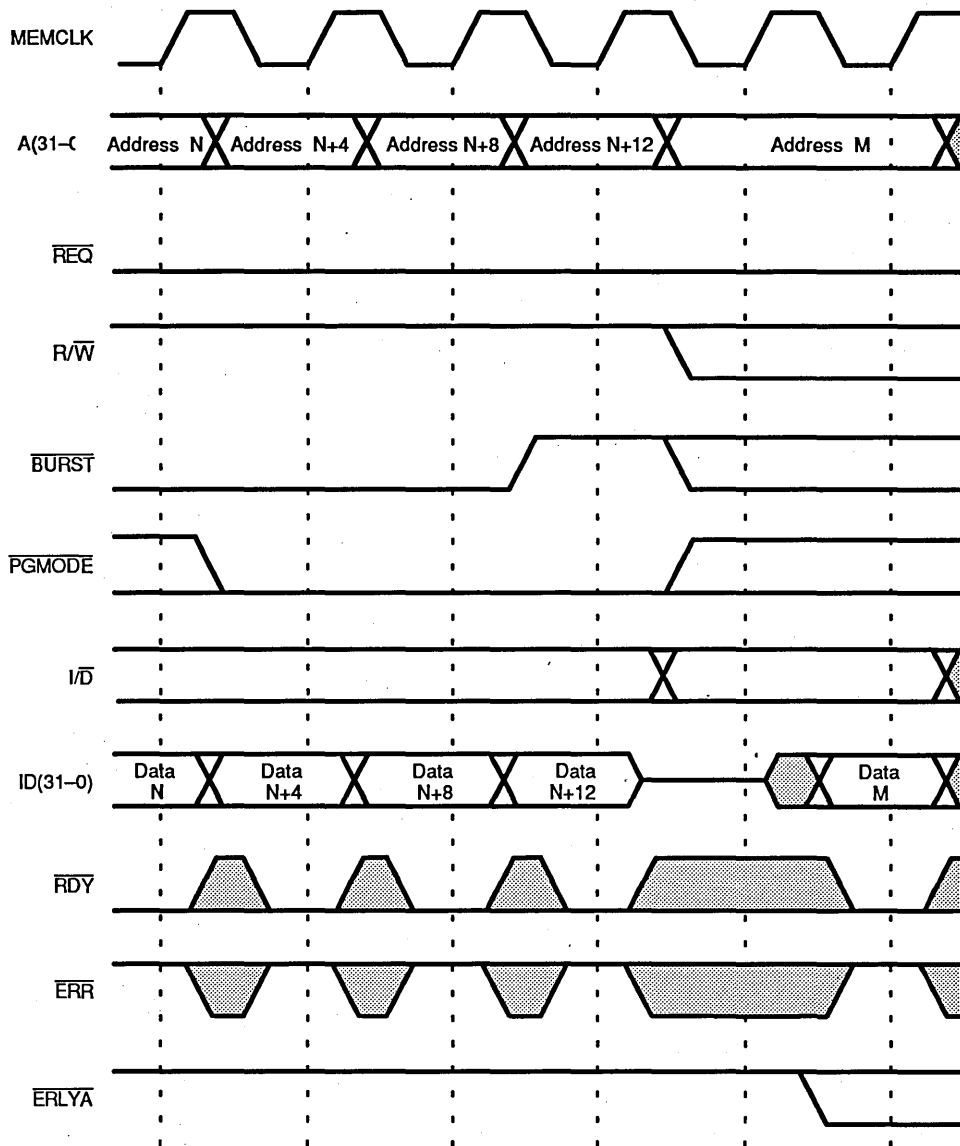 MEMCLK
A(31–(
Address N
Address N+4
Address N+8
Address N+12
Address M
REQ
R/W
BURST
PGMODE
I/D
ID(31–0)
Data
N
Data
N+4
Data
N+8
Data
N+12
Data
M
RDY
ERR
ERLYA